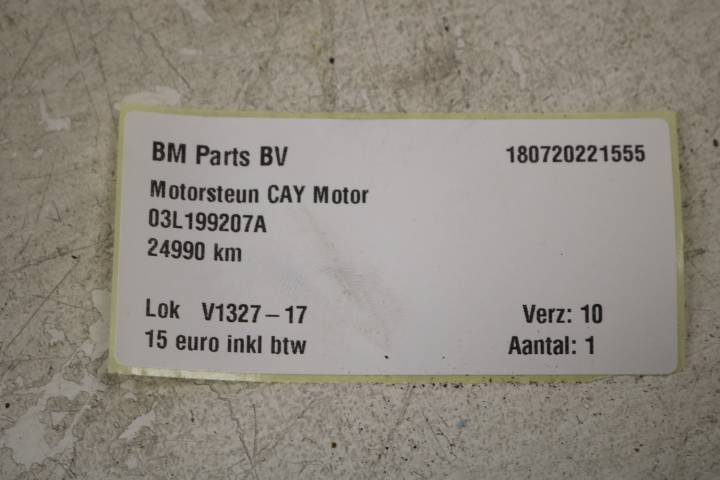 BM Parts BV 180720221555
Motorsteun CAY Motor
03L199207A
24990 km
Lok V1327-17 Verz: 10
15 euro inkl btw Aantal: 1